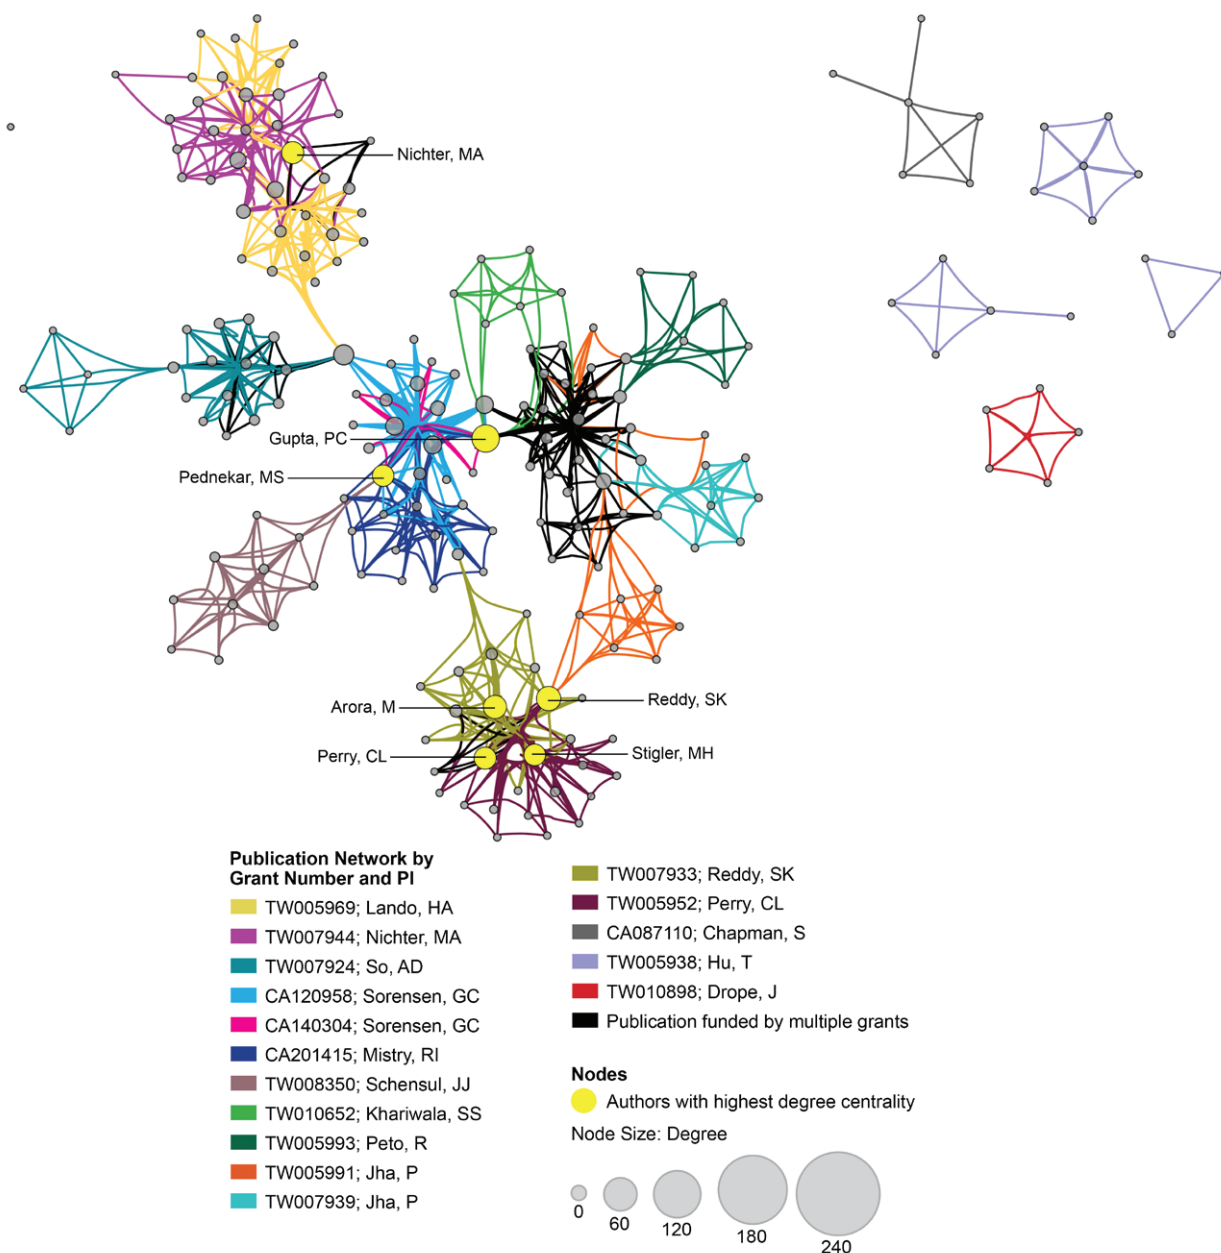 Nichter, MA
Gupta, PC
Pednekar, MS
Arora, M
Reddy, SK
Perry, CL
Stigler, MH
Publication Network by
Grant Number and PI
TW005969; Lando, HA
TW007944; Nichter, MA
TW007924; So, AD
CA120958; Sorensen, GC
CA140304; Sorensen, GC
CA201415; Mistry, RI
TW008350; Schensul, JJ
TW010652; Khariwala, SS
TW005993; Peto, R
TW005991; Jha, P
TW007939; Jha, P
TW007933; Reddy, SK
TW005952; Perry, CL
CA087110; Chapman, S
TW005938; Hu, T
TW010898; Drope, J
Publication funded by multiple grants
Nodes
Authors with highest degree centrality
Node Size: Degree
0
60
120
180
240